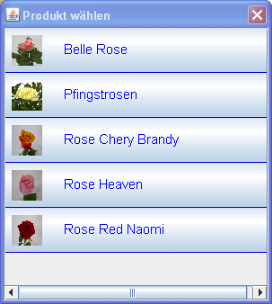 Produkt wählen
Belle Rose
Pfingstrosen
Rose Chery Brandy
Rose Heaven
Rose Red Naomi